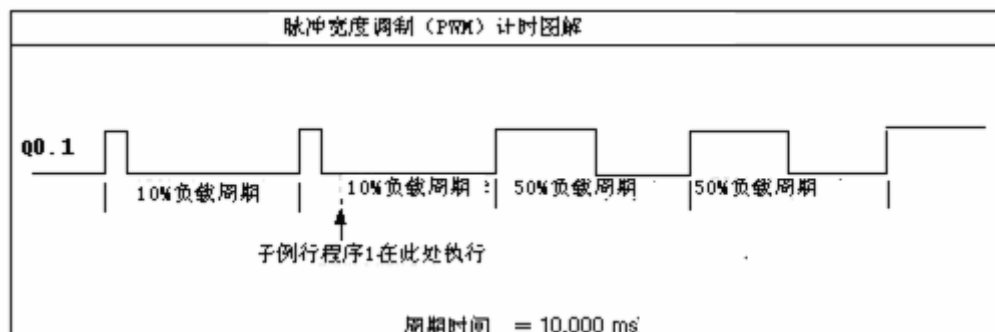 脉冲宽度调制（PWM）计时图解
Q0.1
10%负载周期 10%负载周期 50%负载周期 50%负载周期
子例行程序1在此处执行
周期时间 = 10,000 ms